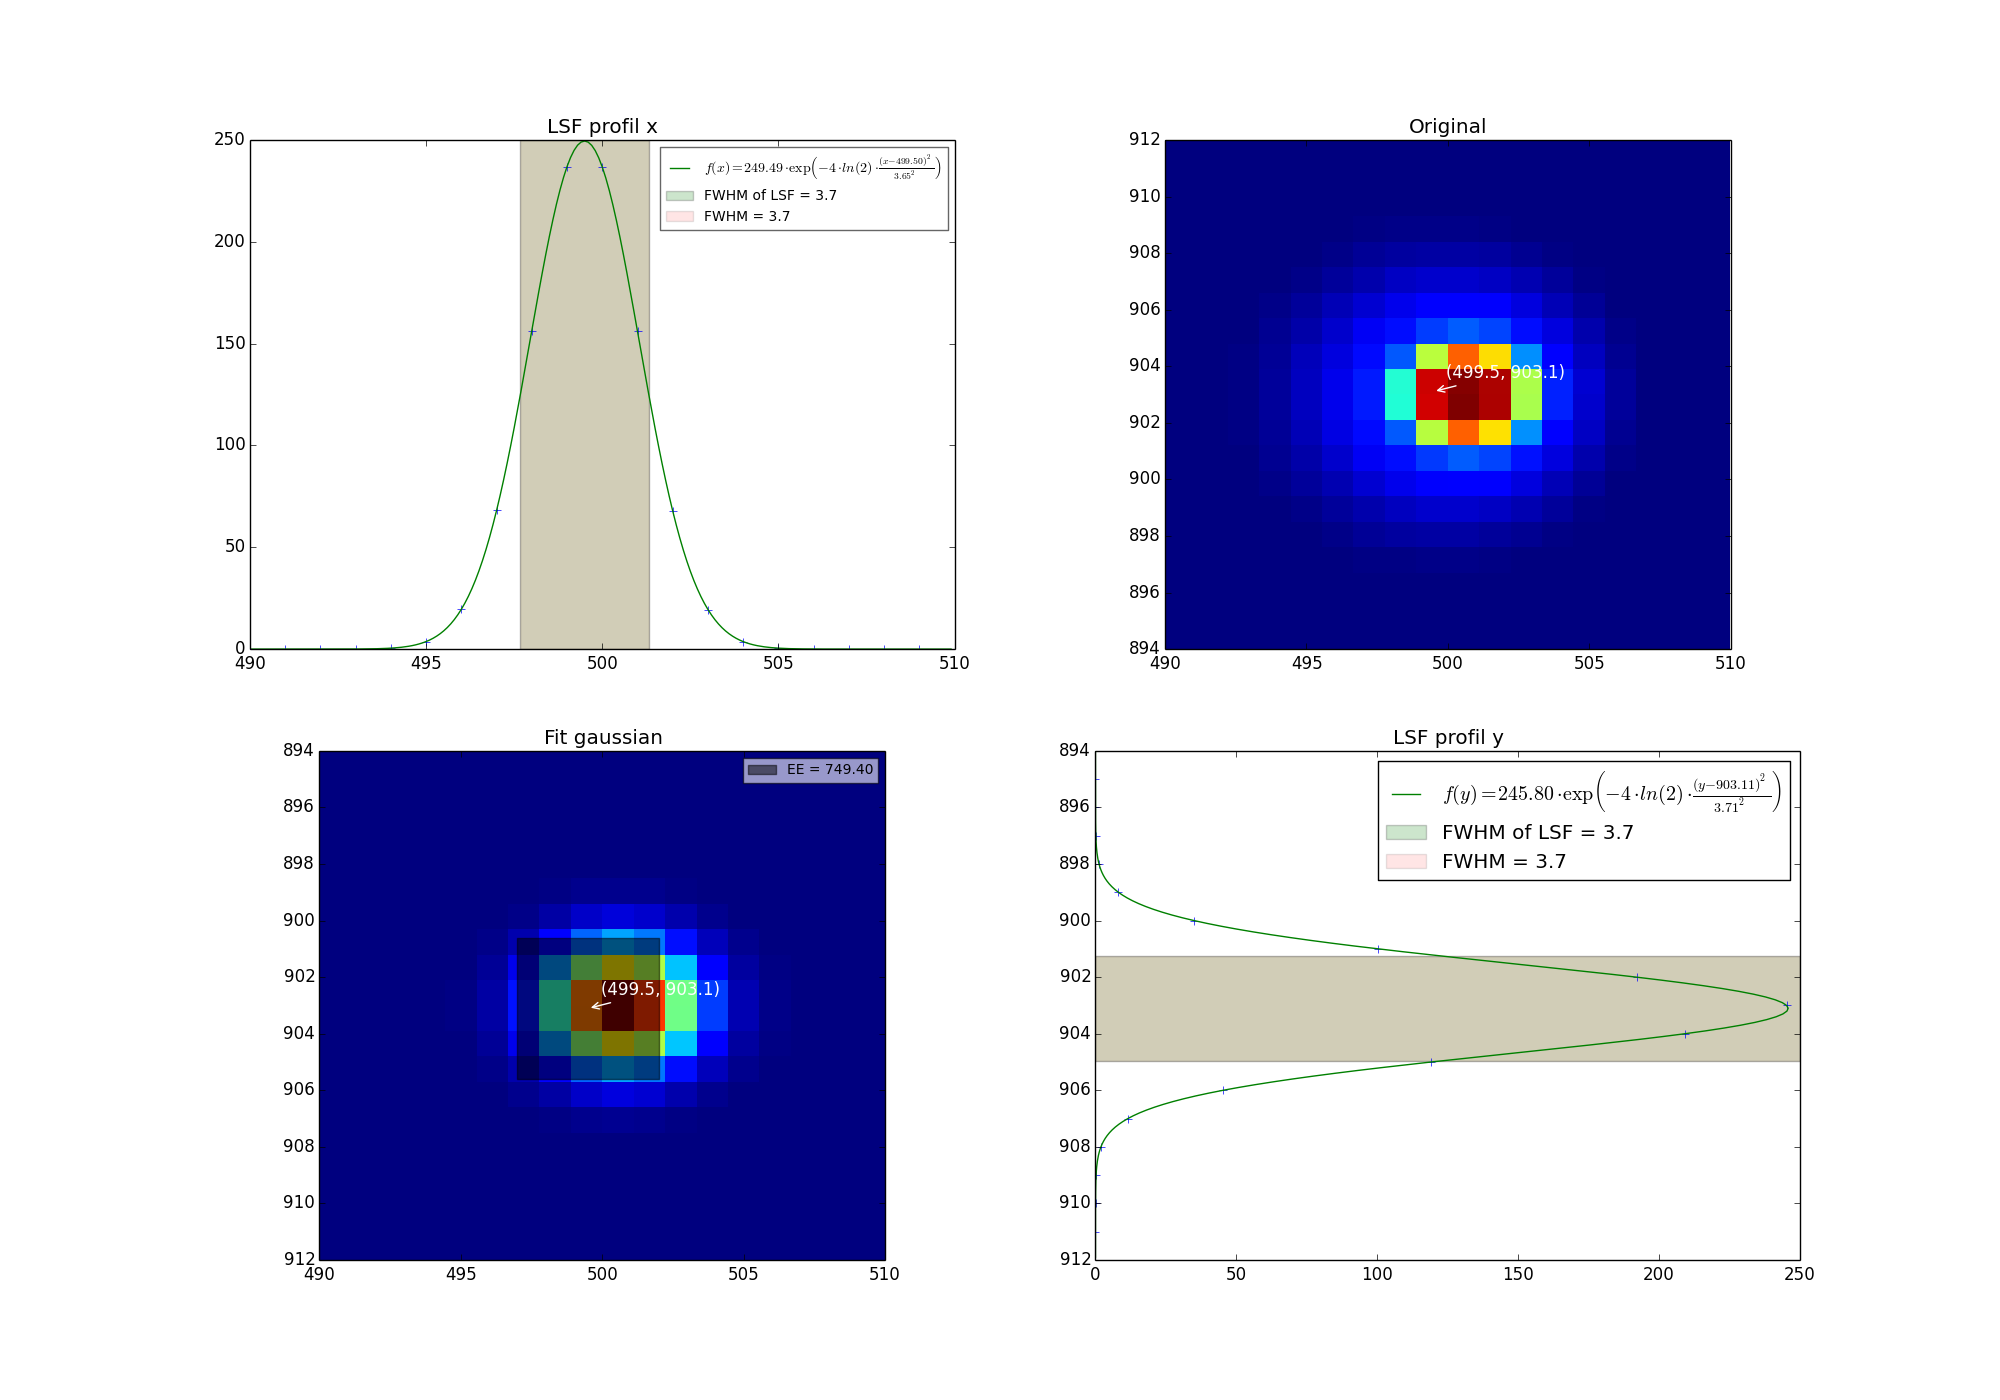 LSF profil x
250
200
150
100
50
0
490 495 500 505 510
f(x)=249.49·exp(−4·ln(2)·(x−499.50)²/3.65²)
FWHM of LSF = 3.7
FWHM = 3.7
Original
912
910
908
906
904
902
900
898
896
894
490 495 500 505 510
(499.5, 903.1)
Fit gaussian
894
896
898
900
902
904
906
908
910
912
490 495 500 505 510
EE = 749.40
(499.5, 903.1)
LSF profil y
894
896
898
900
902
904
906
908
910
912
0 50 100 150 200 250
f(y)=245.80·exp(−4·ln(2)·(y−903.11)²/3.71²)
FWHM of LSF = 3.7
FWHM = 3.7